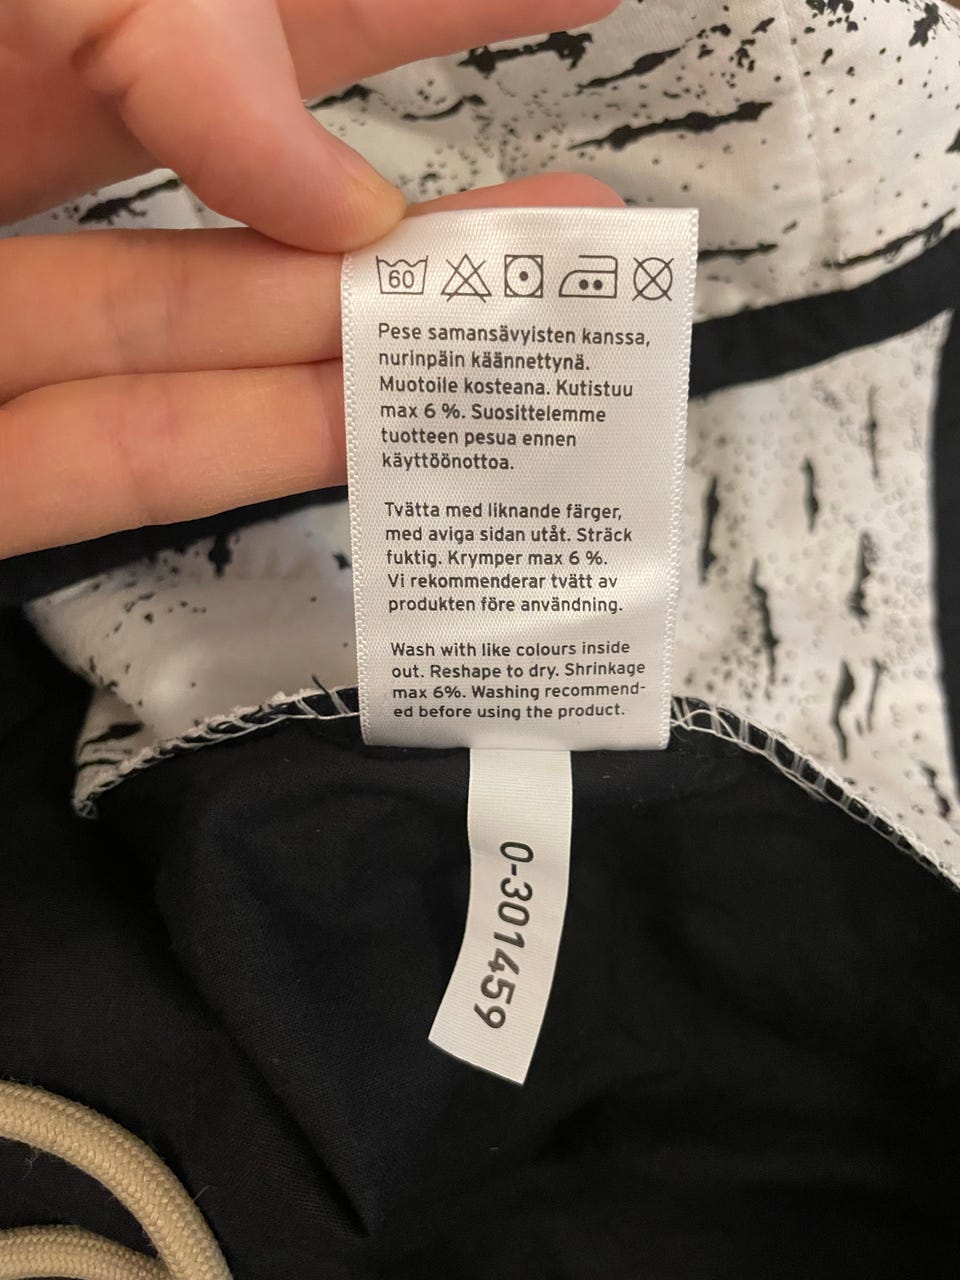 60
Pese samansävyisten kanssa,
nurinpäin käännettynä.
Muotoile kosteana. Kutistuu
max 6 %. Suosittelemme
tuotteen pesua ennen
käyttöönottoa.
Tvätta med liknande färger,
med aviga sidan utåt. Sträck
fuktig. Krymper max 6 %.
Vi rekommenderar tvätt av
produkten före användning.
Wash with like colours inside
out. Reshape to dry. Shrinkage
max 6%. Washing recommend-
ed before using the product.
0-301459